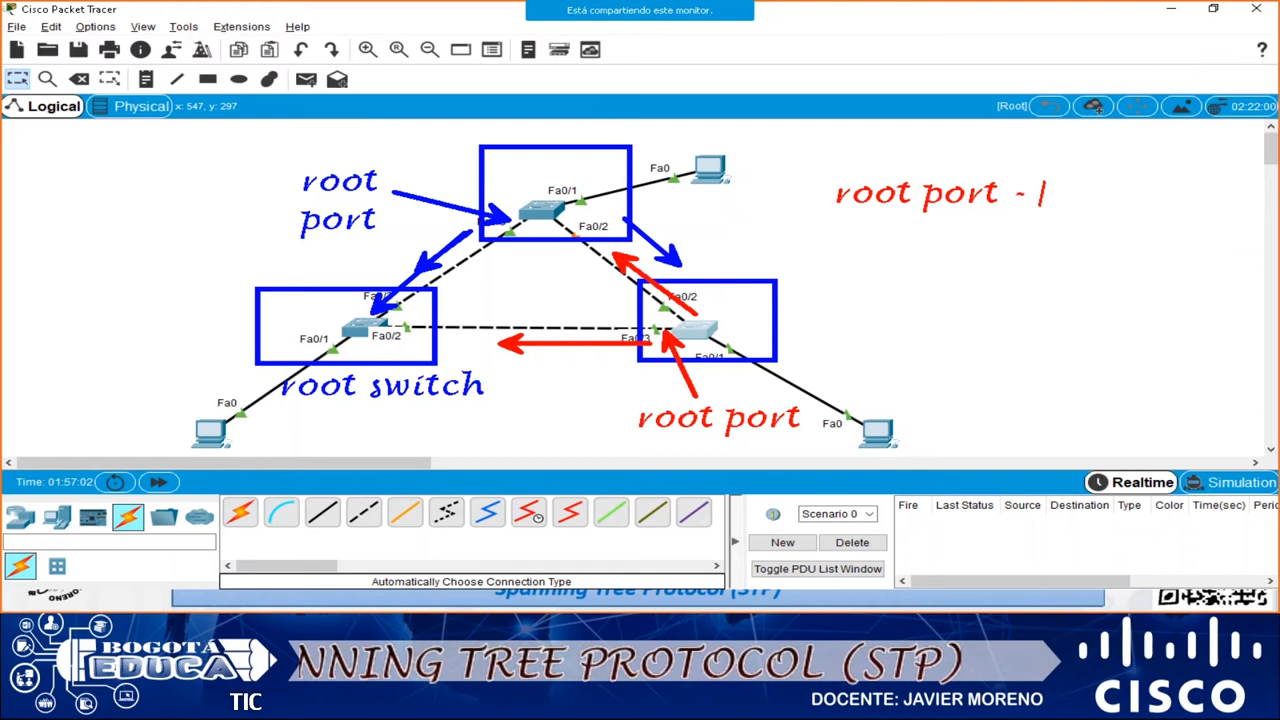 Cisco Packet Tracer
Está compartiendo este monitor.
File Edit Options View Tools Extensions Help
Logical Physical x: 547, y: 297 [Root] 02:22:00
root
port
Fa0/1
Fa0
Fa0/2
root port -
Fa0/2
Fa0/1
Fa0/2
Fa0/1
root switch
root port
Fa0
Fa0
Time: 01:57:02
Realtime Simulation
Scenario 0
New Delete
Toggle PDU List Window
Fire Last Status Source Destination Type Color Time(sec)
Automatically Choose Connection Type
Spanning Tree Protocol (STP)
BOGOTÁ
EDUCA
TIC
NNING TREE PROTOCOL (STP)
DOCENTE: JAVIER MORENO
CISCO